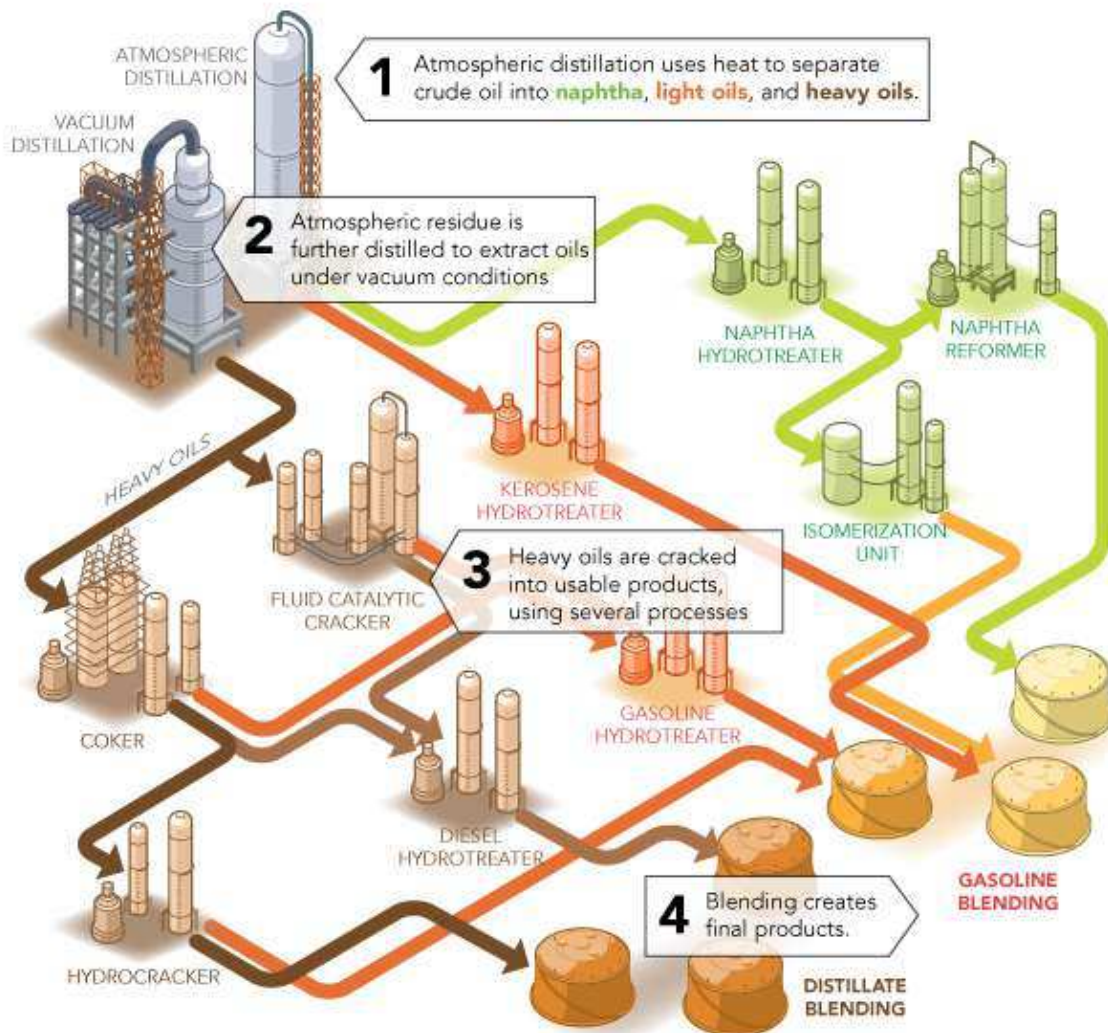 ATMOSPHERIC
DISTILLATION
1
Atmospheric distillation uses heat to separate
crude oil into naphtha, light oils, and heavy oils.
VACUUM
DISTILLATION
2
Atmospheric residue is
further distilled to extract oils
under vacuum conditions
NAPHTHA
HYDROTREATER
NAPHTHA
REFORMER
HEAVY OILS
KEROSENE
HYDROTREATER
ISOMERIZATION
UNIT
FLUID CATALYTIC
CRACKER
3
Heavy oils are cracked
into usable products,
using several processes
COKER
GASOLINE
HYDROTREATER
DIESEL
HYDROTREATER
GASOLINE
BLENDING
4
Blending creates
final products.
HYDROCRACKER
DISTILLATE
BLENDING